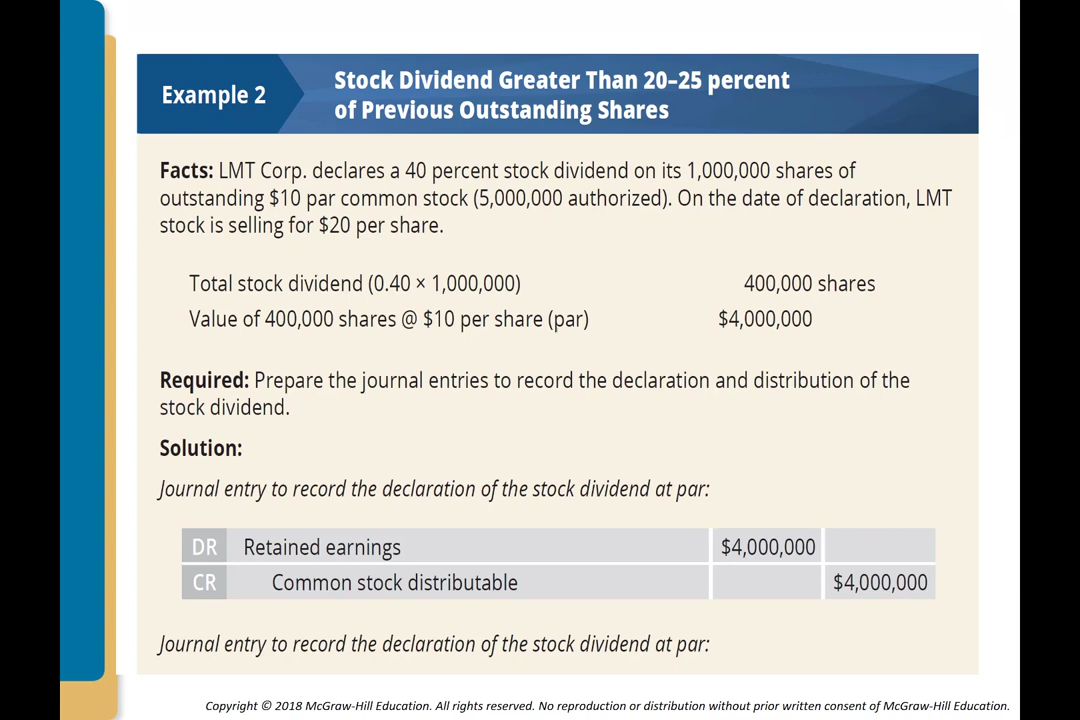 Example 2
Stock Dividend Greater Than 20–25 percent
of Previous Outstanding Shares
Facts: LMT Corp. declares a 40 percent stock dividend on its 1,000,000 shares of
outstanding $10 par common stock (5,000,000 authorized). On the date of declaration, LMT
stock is selling for $20 per share.
Total stock dividend (0.40 × 1,000,000) 400,000 shares
Value of 400,000 shares @ $10 per share (par) $4,000,000
Required: Prepare the journal entries to record the declaration and distribution of the
stock dividend.
Solution:
Journal entry to record the declaration of the stock dividend at par:
DR Retained earnings $4,000,000
CR Common stock distributable $4,000,000
Journal entry to record the declaration of the stock dividend at par:
Copyright © 2018 McGraw-Hill Education. All rights reserved. No reproduction or distribution without prior written consent of McGraw-Hill Education.